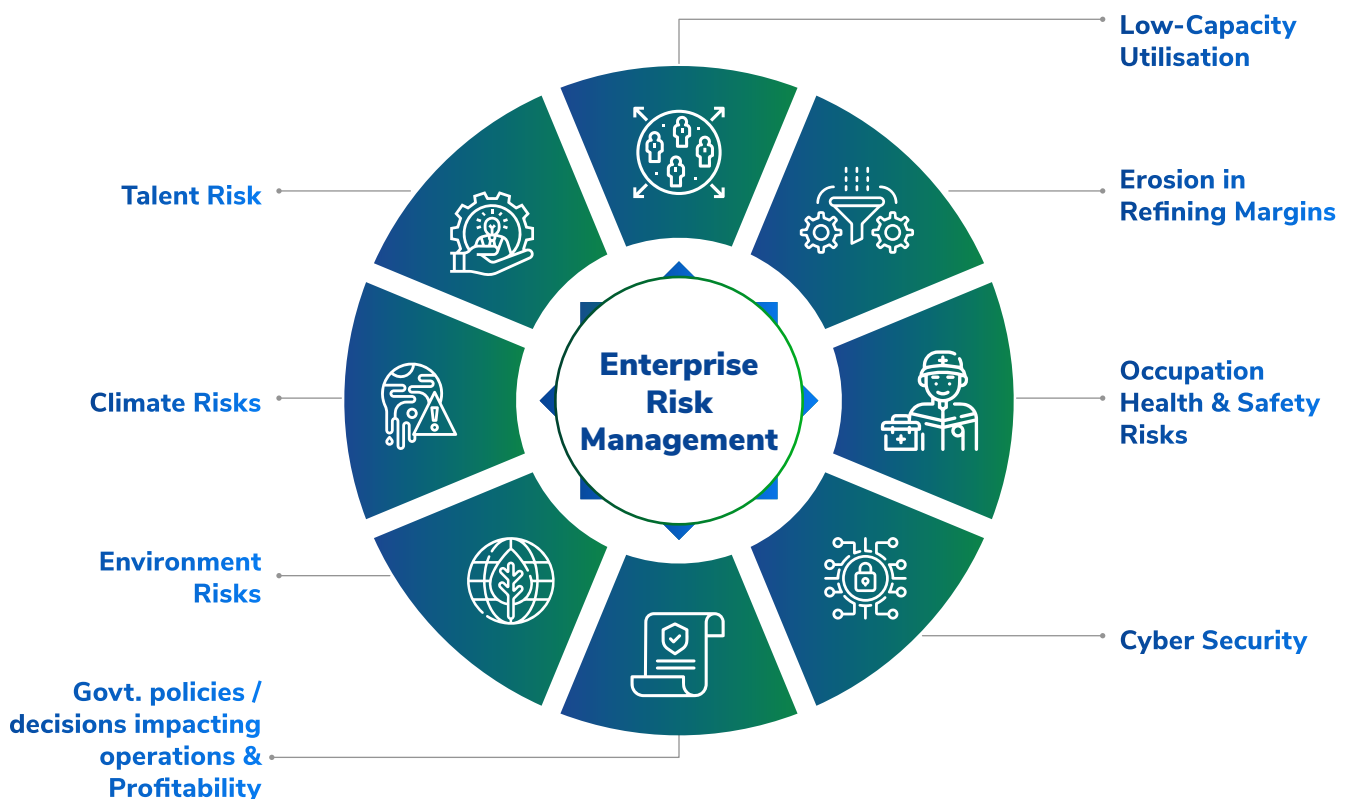 Low-Capacity
Utilisation
Erosion in
Refining Margins
Occupation
Health & Safety
Risks
Cyber Security
Govt. policies /
decisions impacting
operations &
Profitability
Environment
Risks
Climate Risks
Talent Risk
Enterprise
Risk
Management